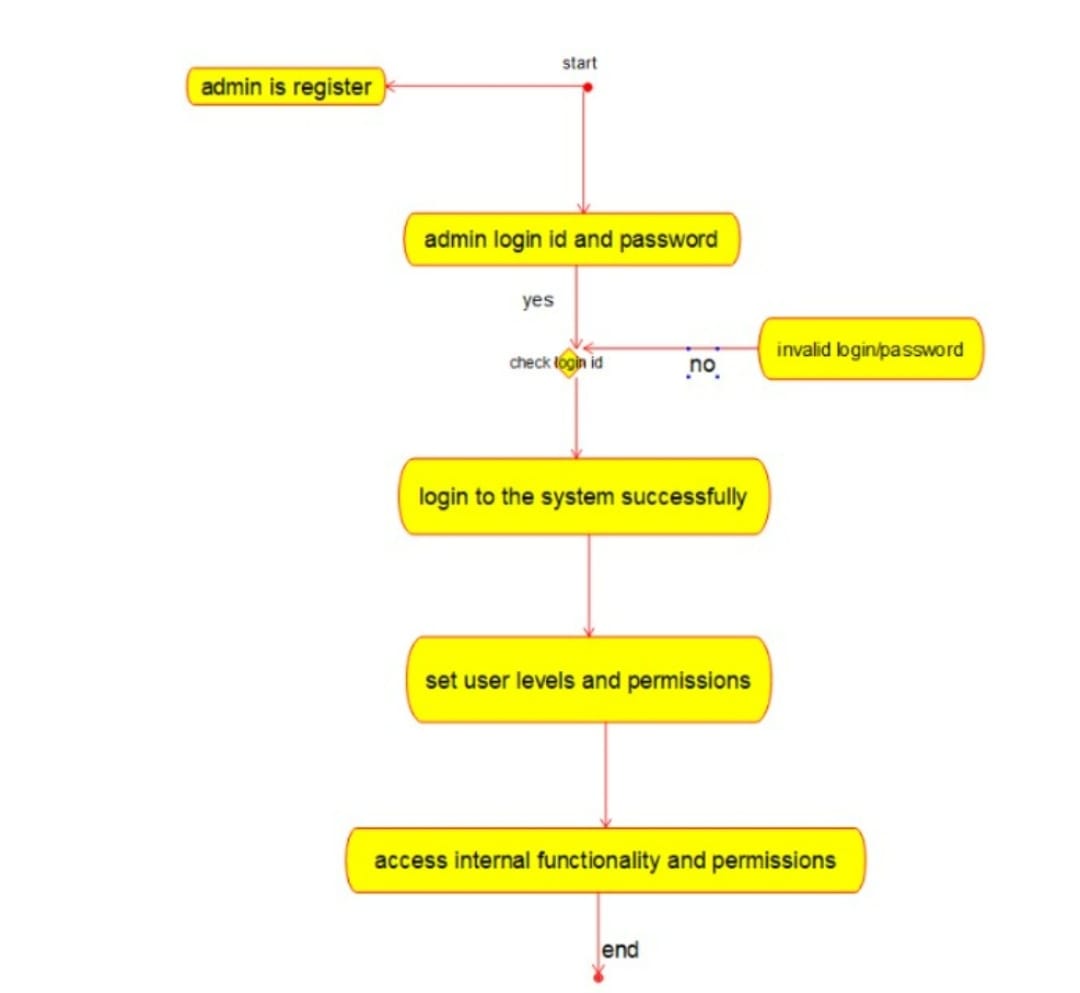 start
admin is register
admin login id and password
yes
invalid login/password
check login id
no
login to the system successfully
set user levels and permissions
access internal functionality and permissions
end